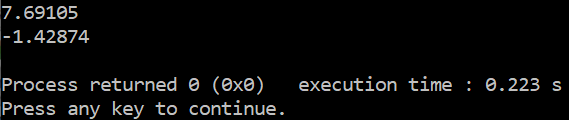 7.69105
-1.42874
Process returned 0 (0x0)   execution time : 0.223 s
Press any key to continue.